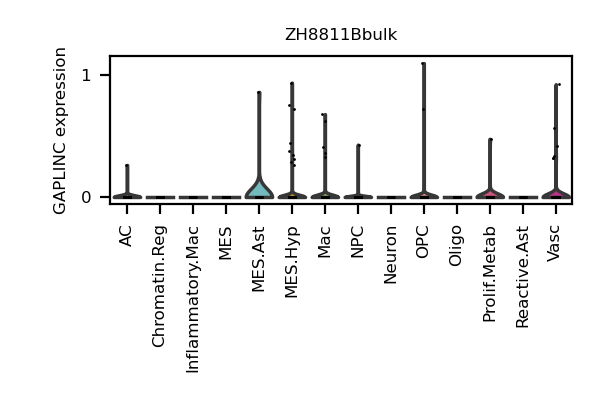 ZH8811Bbulk
GAPLINC expression
1
0
AC
Chromatin.Reg
Inflammatory.Mac
MES
MES.Ast
MES.Hyp
Mac
NPC
Neuron
OPC
Oligo
Prolif.Metab
Reactive.Ast
Vasc